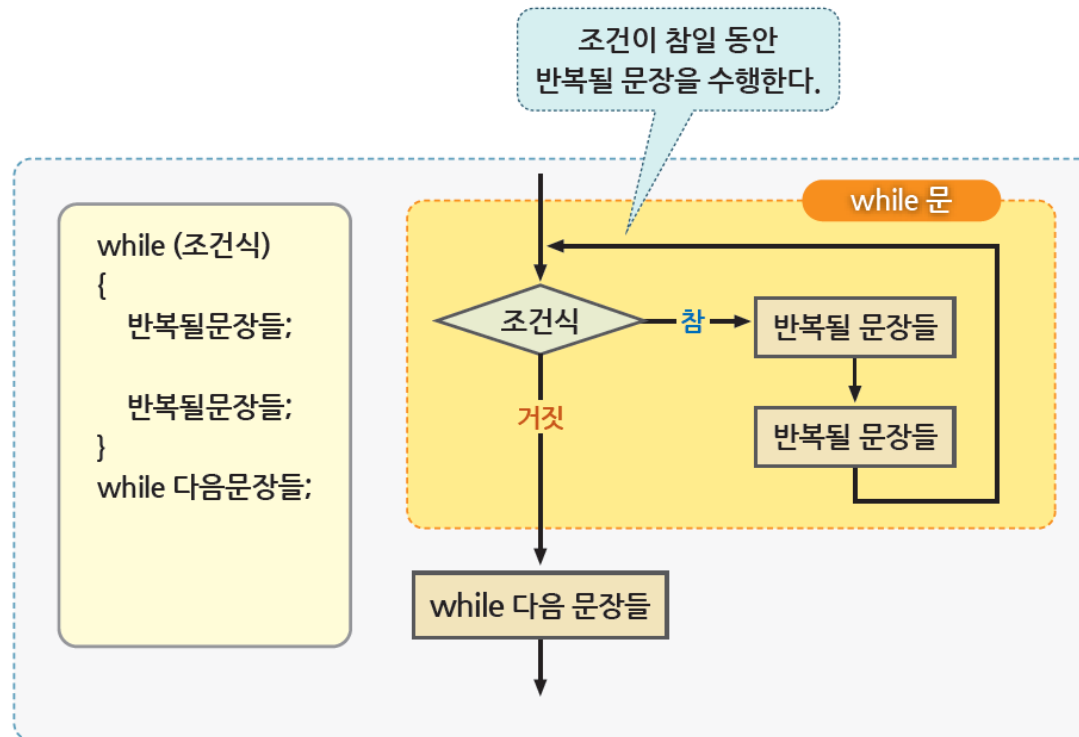 조건이 참일 동안
반복될 문장을 수행한다.
while 문
while (조건식)
{
반복될문장들;
반복될문장들;
}
while 다음문장들;
조건식
참
반복될 문장들
반복될 문장들
거짓
while 다음 문장들